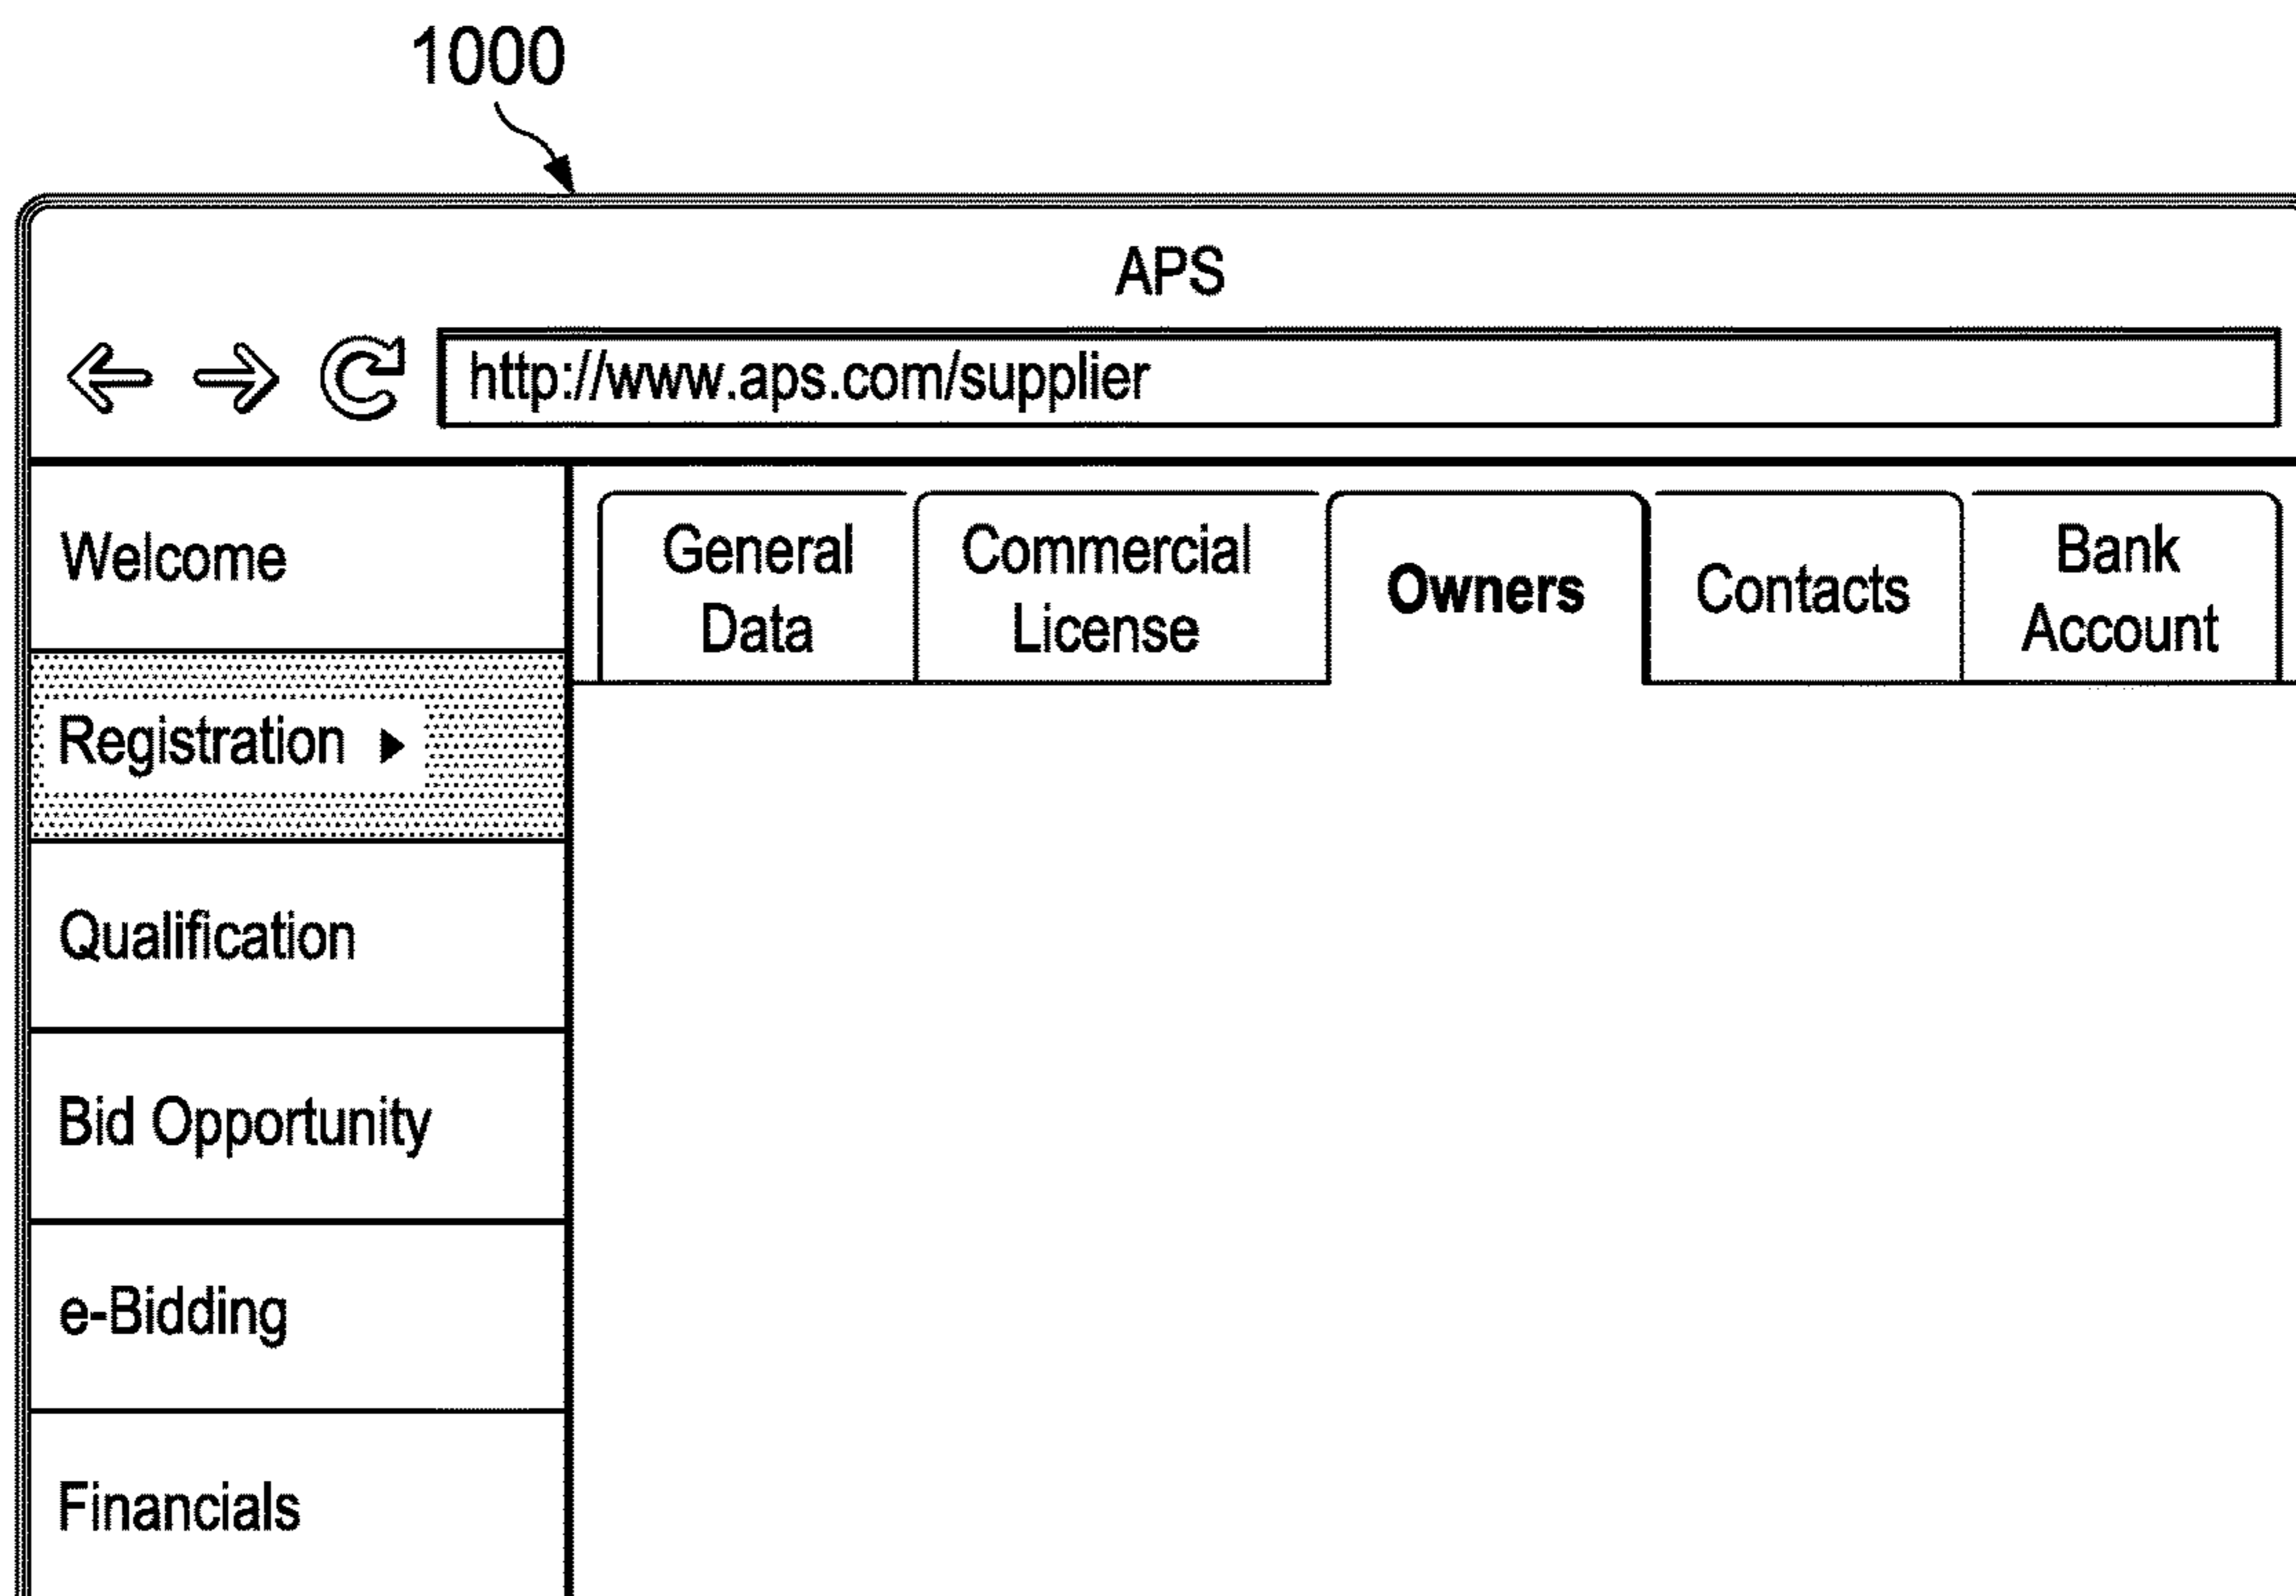 1000
APS
http://www.aps.com/supplier
Welcome
Registration
Qualification
Bid Opportunity
e-Bidding
Financials
General
Data
Commercial
License
Owners
Contacts
Bank
Account